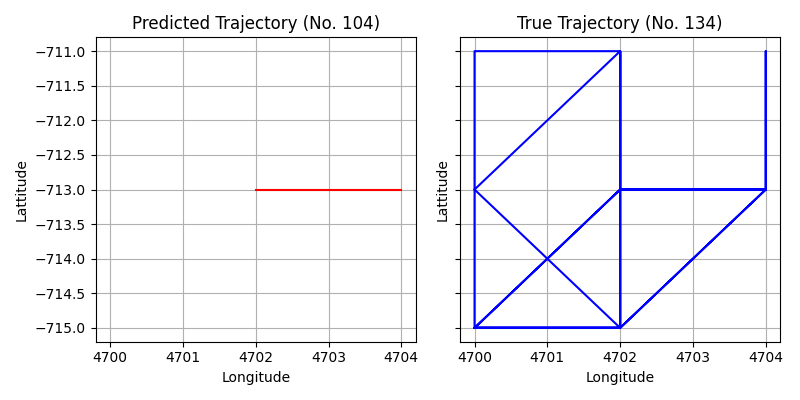 Predicted Trajectory (No. 104)
True Trajectory (No. 134)
Lattitude
−711.0
−711.5
−712.0
−712.5
−713.0
−713.5
−714.0
−714.5
−715.0
4700 4701 4702 4703 4704
Longitude
Lattitude
4700 4701 4702 4703 4704
Longitude